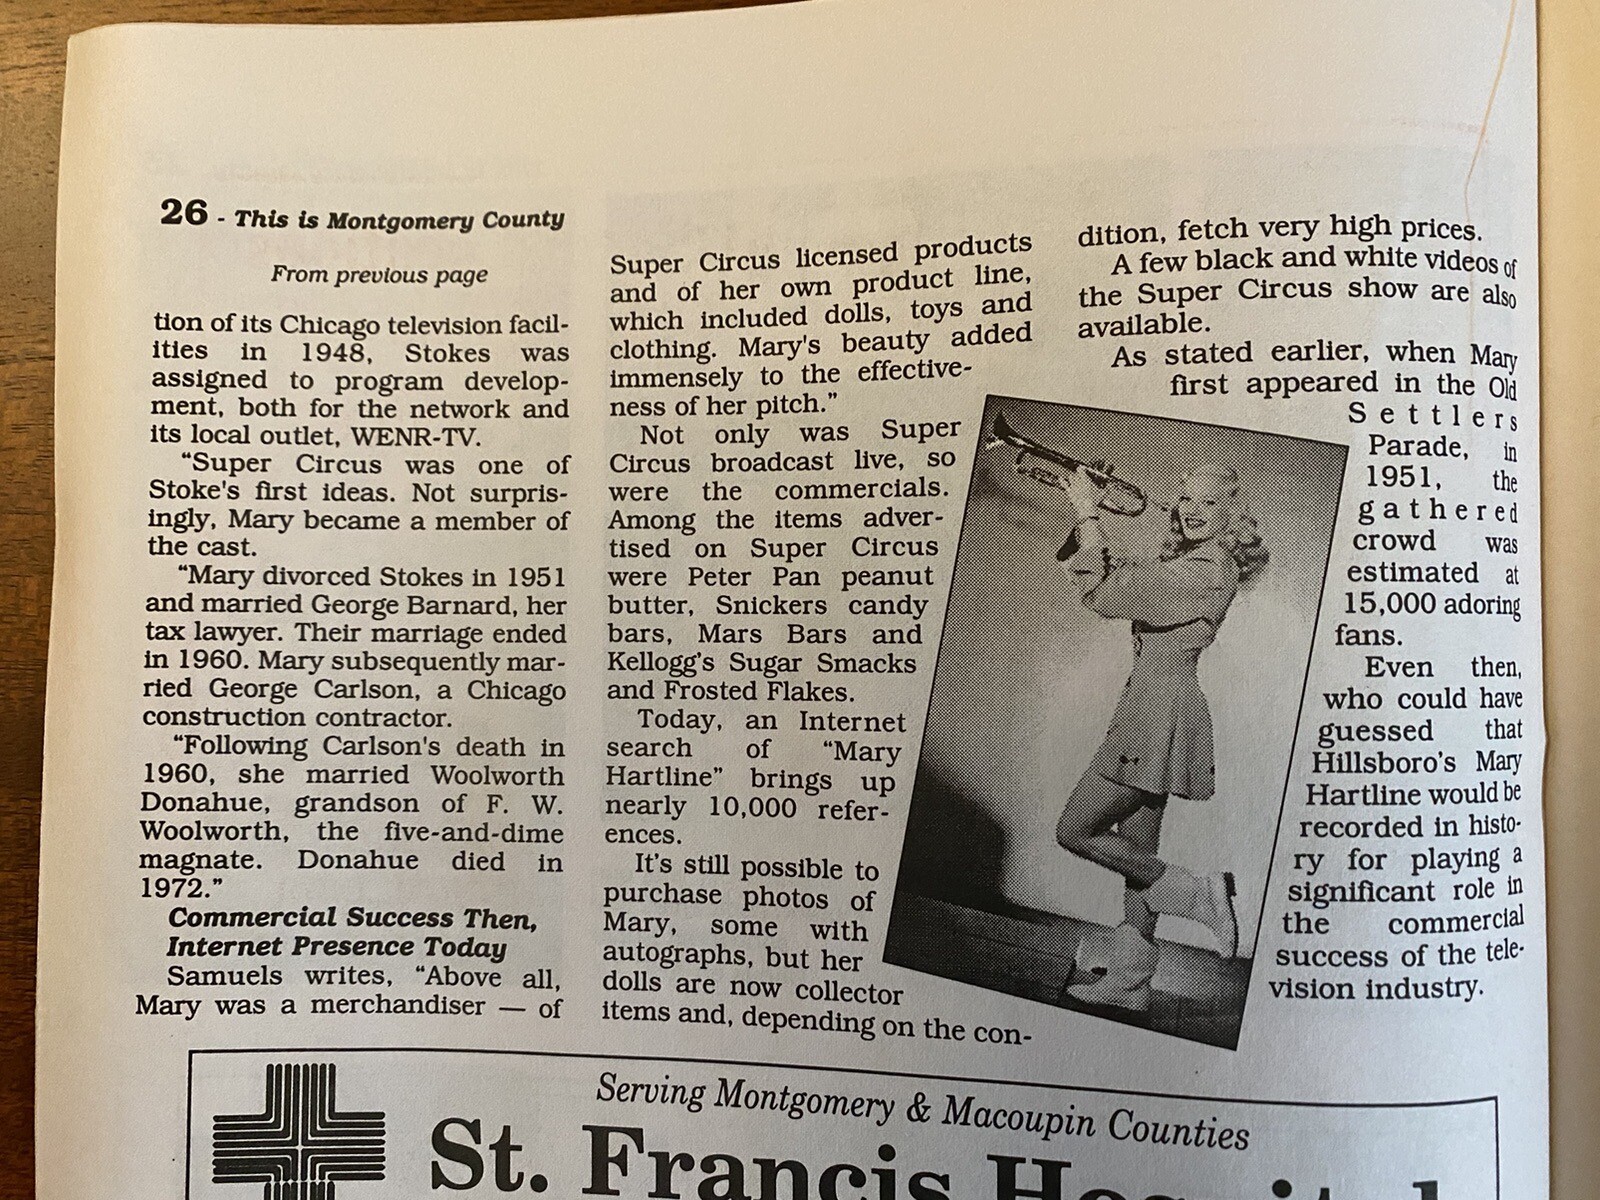 26 - This is Montgomery County
From previous page
tion of its Chicago television facil-
ities in 1948, Stokes was
assigned to program develop-
ment, both for the network and
its local outlet, WENR-TV.
“Super Circus was one of
Stoke's first ideas. Not surpris-
ingly, Mary became a member of
the cast.
“Mary divorced Stokes in 1951
and married George Barnard, her
tax lawyer. Their marriage ended
in 1960. Mary subsequently mar-
ried George Carlson, a Chicago
construction contractor.
“Following Carlson's death in
1960, she married Woolworth
Donahue, grandson of F. W.
Woolworth, the five-and-dime
magnate. Donahue died in
1972.”
Commercial Success Then,
Internet Presence Today
Samuels writes, “Above all,
Mary was a merchandiser — of
Super Circus licensed products
and of her own product line,
which included dolls, toys and
clothing. Mary's beauty added
immensely to the effective-
ness of her pitch.”
Not only was Super
Circus broadcast live, so
were the commercials.
Among the items adver-
tised on Super Circus
were Peter Pan peanut
butter, Snickers candy
bars, Mars Bars and
Kellogg's Sugar Smacks
and Frosted Flakes.
Today, an Internet
search of “Mary
Hartline” brings up
nearly 10,000 refer-
ences.
It's still possible to
purchase photos of
Mary, some with
autographs, but her
dolls are now collector
items and, depending on the con-
dition, fetch very high prices.
A few black and white videos of
the Super Circus show are also
available.
As stated earlier, when Mary
first appeared in the Old
Settlers
Parade, in
1951, the
gathered
crowd was
estimated at
15,000 adoring
fans.
Even then,
who could have
guessed that
Hillsboro's Mary
Hartline would be
recorded in histo-
ry for playing a
significant role in
the commercial
success of the tele-
vision industry.
Serving Montgomery & Macoupin Counties
St. Francis Hospital